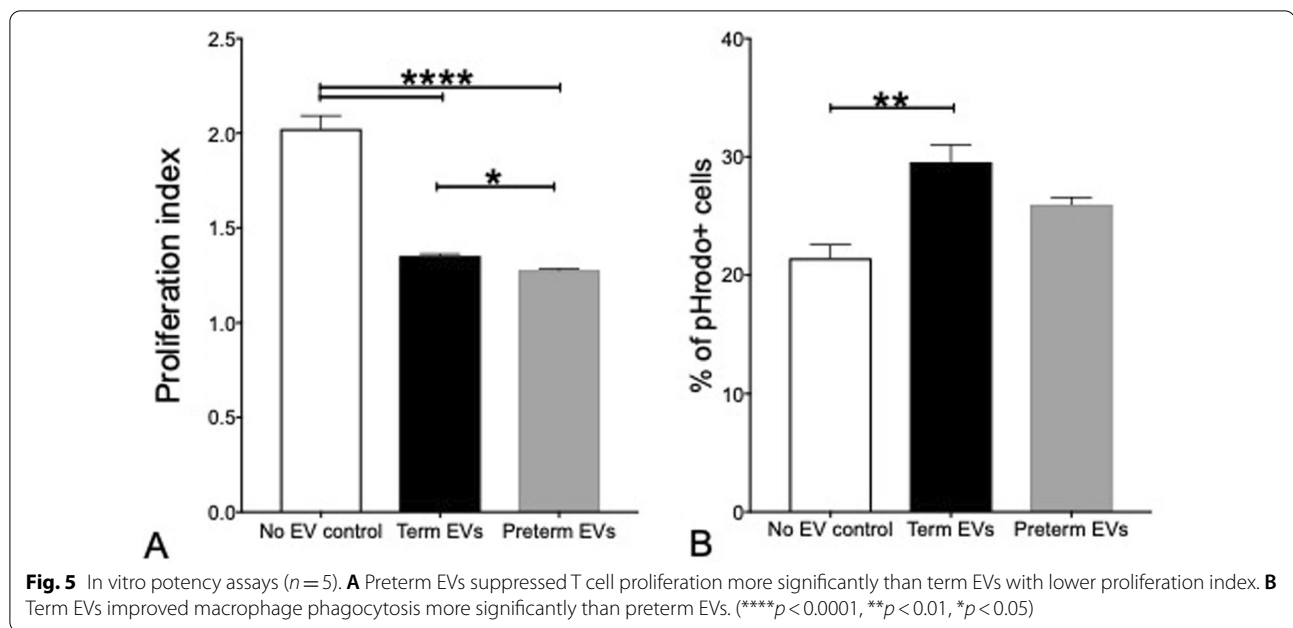 2.5
2.0
1.5
1.0
0.5
0.0
Proliferation index
****
*
No EV control Term EVs Preterm EVs
A
40
30
20
10
0
% of pHrodo+ cells
**
No EV control Term EVs Preterm EVs
B
Fig. 5 In vitro potency assays (n = 5). A Preterm EVs suppressed T cell proliferation more significantly than term EVs with lower proliferation index. B
Term EVs improved macrophage phagocytosis more significantly than preterm EVs. (****p < 0.0001, **p < 0.01, *p < 0.05)